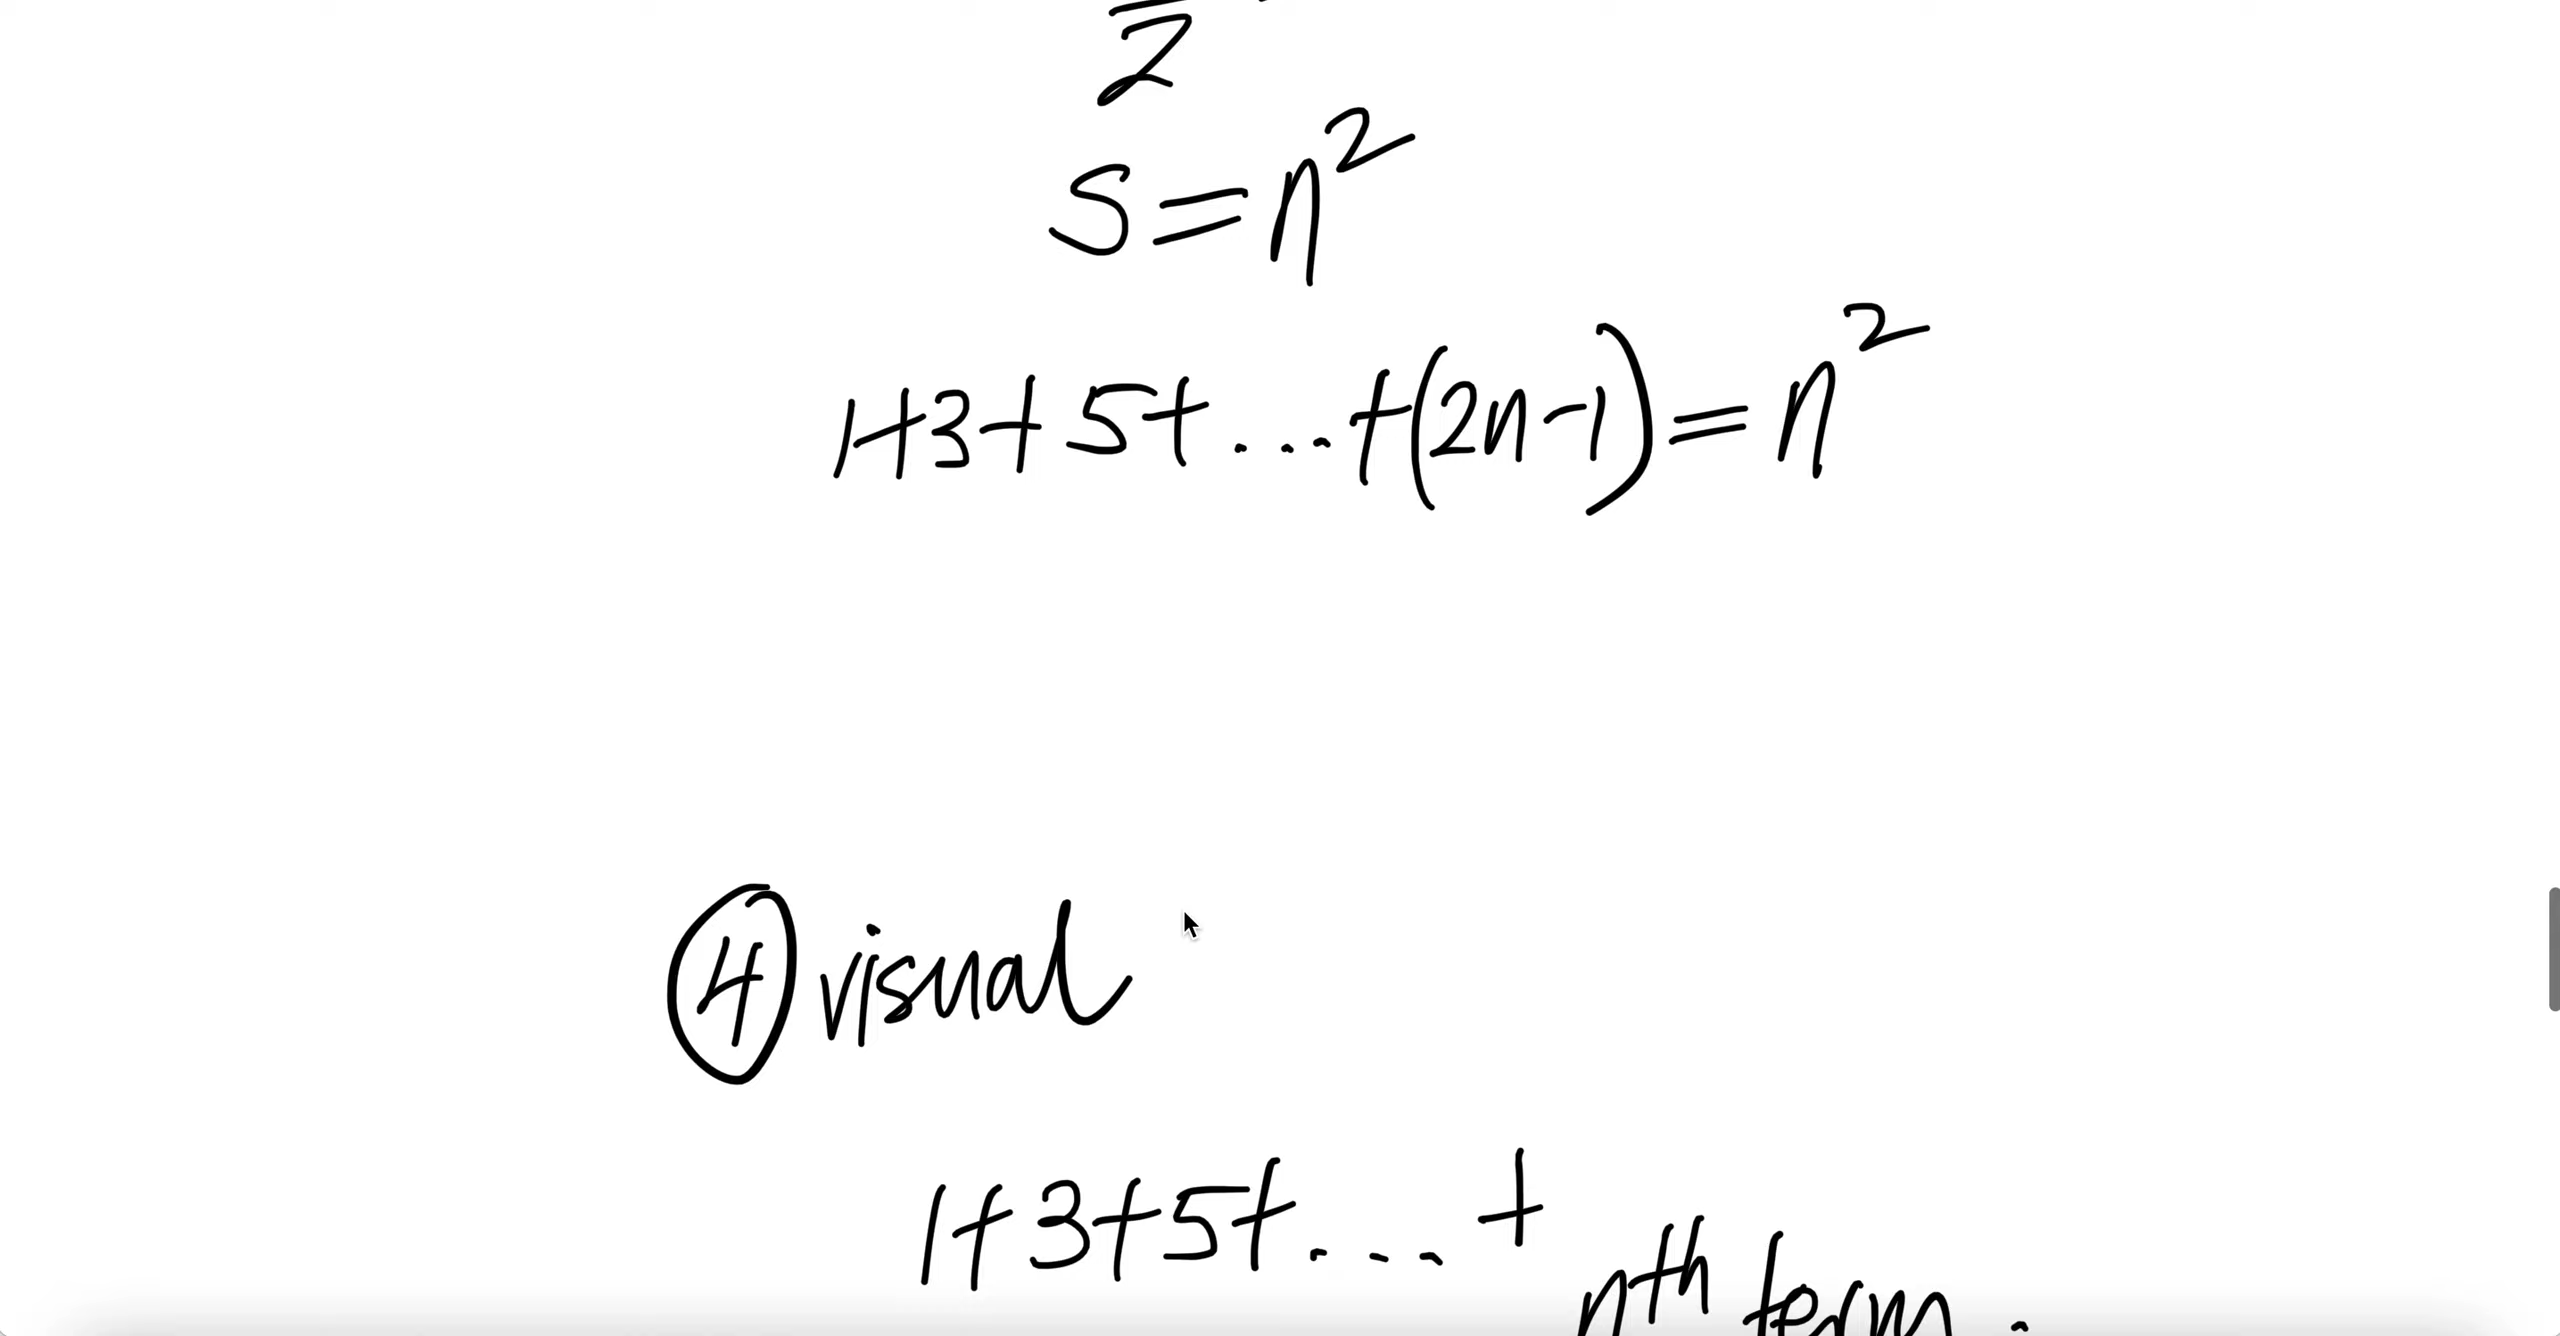 2
S=n²
1+3+5+...+(2n-1)=n²
④ visual
1+3+5+...+
nth term